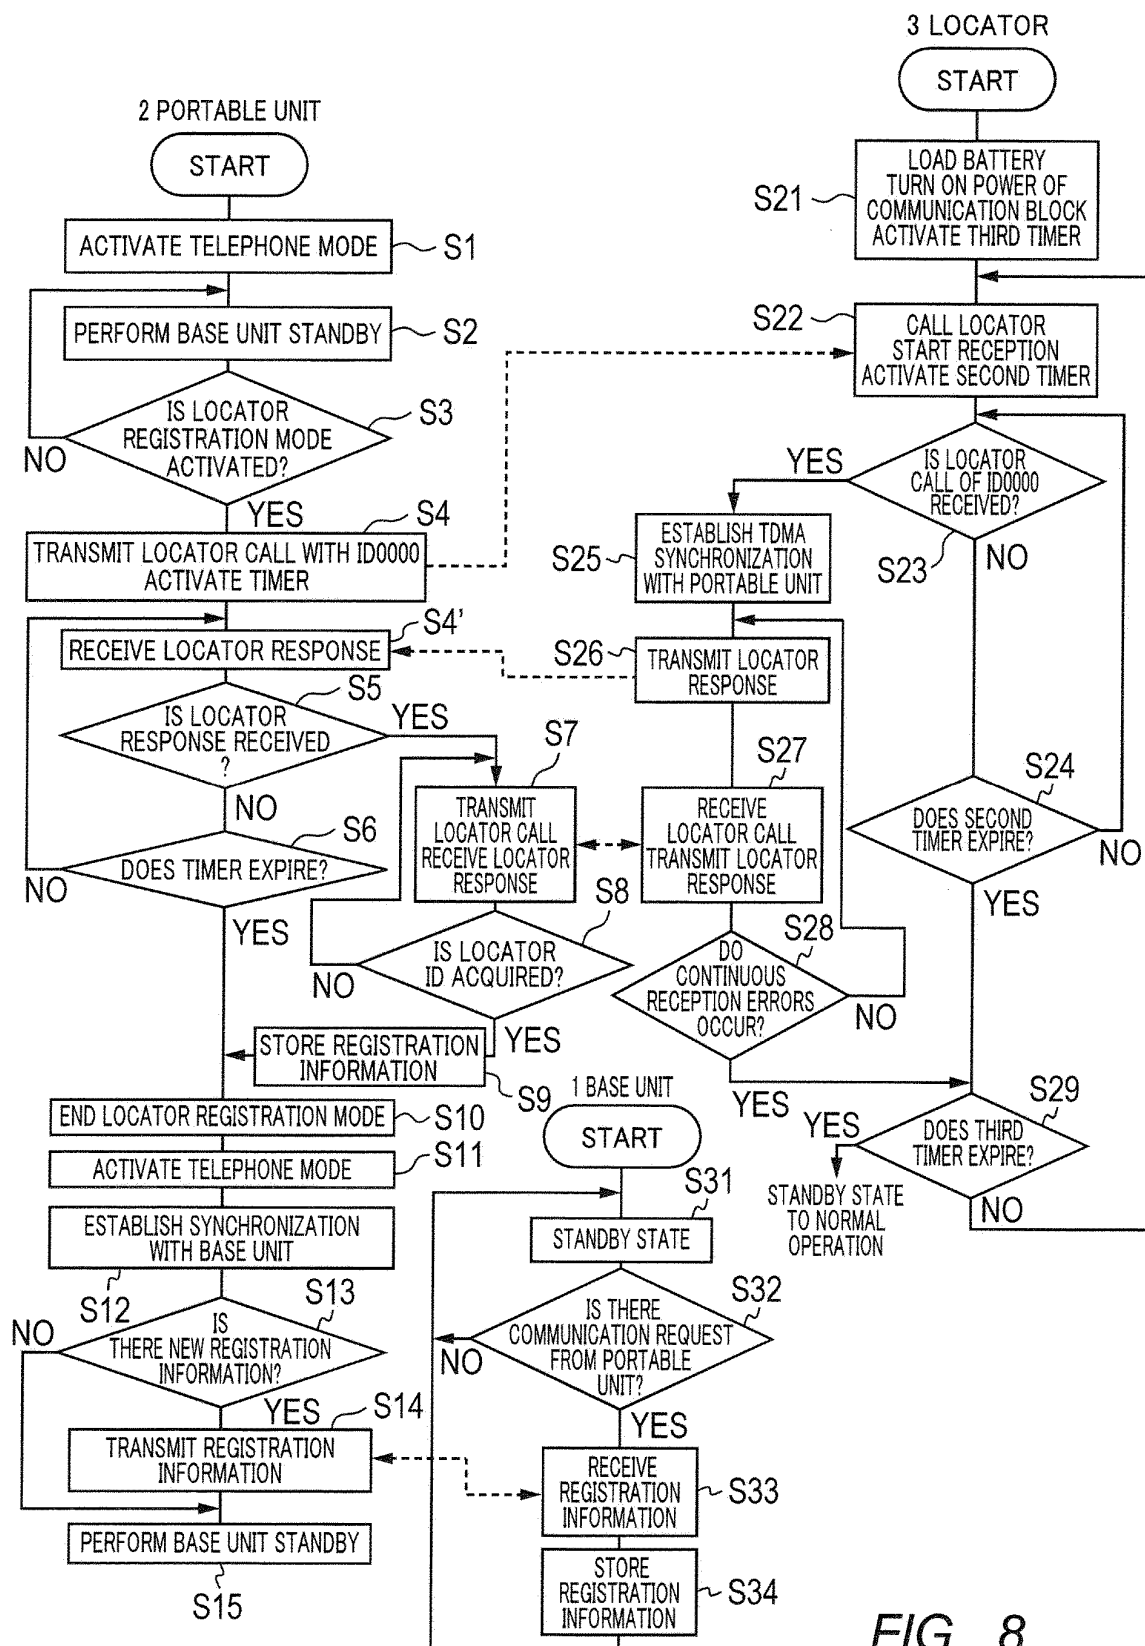 3 LOCATOR
START
LOAD BATTERY
TURN ON POWER OF
COMMUNICATION BLOCK
ACTIVATE THIRD TIMER
S21
CALL LOCATOR
START RECEPTION
ACTIVATE SECOND TIMER
S22
IS LOCATOR
CALL OF ID0000
RECEIVED?
S23
YES
NO
DOES SECOND
TIMER EXPIRE?
S24
NO
YES
ESTABLISH TDMA
SYNCHRONIZATION
WITH PORTABLE UNIT
S25
TRANSMIT LOCATOR
RESPONSE
S26
RECEIVE
LOCATOR CALL
TRANSMIT LOCATOR
RESPONSE
S27
DO
CONTINUOUS
RECEPTION ERRORS
OCCUR?
S28
NO
YES
DOES THIRD
TIMER EXPIRE?
S29
YES
NO
STANDBY STATE
TO NORMAL
OPERATION
2 PORTABLE UNIT
START
ACTIVATE TELEPHONE MODE
S1
PERFORM BASE UNIT STANDBY
S2
IS LOCATOR
REGISTRATION MODE
ACTIVATED?
S3
NO
YES
TRANSMIT LOCATOR CALL WITH ID0000
ACTIVATE TIMER
S4
RECEIVE LOCATOR RESPONSE
S4'
IS LOCATOR
RESPONSE RECEIVED
?
S5
YES
NO
DOES TIMER EXPIRE?
S6
NO
YES
TRANSMIT
LOCATOR CALL
RECEIVE LOCATOR
RESPONSE
S7
IS LOCATOR
ID ACQUIRED?
S8
NO
YES
STORE REGISTRATION
INFORMATION
S9
END LOCATOR REGISTRATION MODE
S10
ACTIVATE TELEPHONE MODE
S11
ESTABLISH SYNCHRONIZATION
WITH BASE UNIT
S12
IS
THERE NEW REGISTRATION
INFORMATION?
S13
NO
YES
TRANSMIT REGISTRATION
INFORMATION
S14
PERFORM BASE UNIT STANDBY
S15
1 BASE UNIT
START
STANDBY STATE
S31
IS THERE
COMMUNICATION REQUEST
FROM PORTABLE
UNIT?
S32
NO
YES
RECEIVE
REGISTRATION
INFORMATION
S33
STORE
REGISTRATION
INFORMATION
S34
FIG. 8